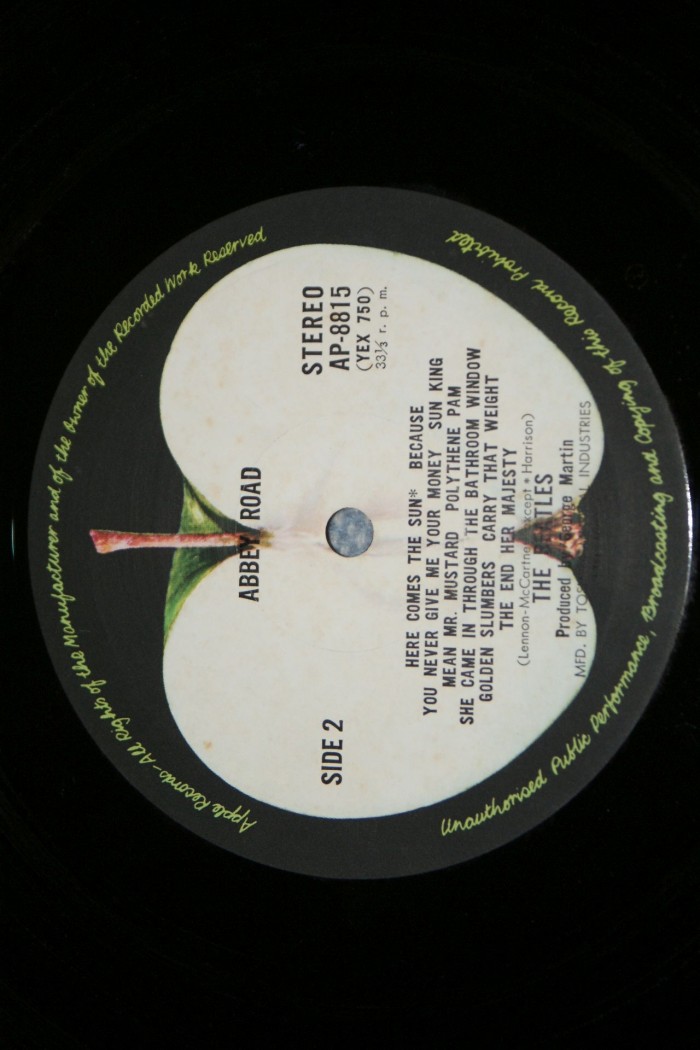 Apple Records-All Rights of the Manufacturer and of the Owner of the Recorded Work Reserved
ABBEY ROAD
STEREO
AP-8815
(YEX 750)
33⅓ r. p. m.
SIDE 2
HERE COMES THE SUN* BECAUSE
YOU NEVER GIVE ME YOUR MONEY SUN KING
MEAN MR. MUSTARD POLYTHENE PAM
SHE CAME IN THROUGH THE BATHROOM WINDOW
GOLDEN SLUMBERS CARRY THAT WEIGHT
THE END HER MAJESTY
(Lennon-McCartney except * Harrison)
THE BEATLES
Produced by George Martin
MFD. BY INDUSTRIES
Unauthorised Public Performance, Broadcasting and Copying of this Record Prohibited